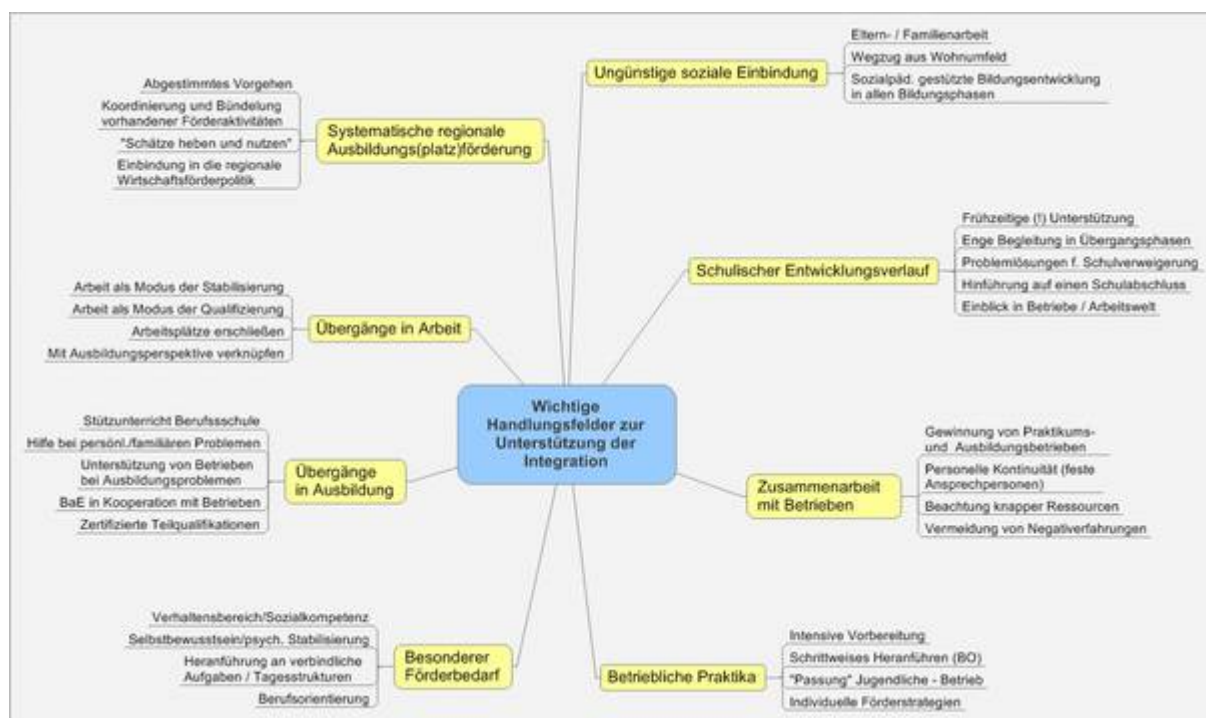 Wichtige
Handlungsfelder zur
Unterstützung der
Integration
Ungünstige soziale Einbindung
Eltern- / Familienarbeit
Wegzug aus Wohnumfeld
Sozialpäd. gestützte Bildungsentwicklung
in allen Bildungsphasen
Schulischer Entwicklungsverlauf
Frühzeitige (!) Unterstützung
Enge Begleitung in Übergangsphasen
Problemlösungen f. Schulverweigerung
Hinführung auf einen Schulabschluss
Einblick in Betriebe / Arbeitswelt
Zusammenarbeit
mit Betrieben
Gewinnung von Praktikums-
und Ausbildungsbetrieben
Personelle Kontinuität (feste
Ansprechpersonen)
Beachtung knapper Ressourcen
Vermeidung von Negativerfahrungen
Betriebliche Praktika
Intensive Vorbereitung
Schrittweises Heranführen (BO)
"Passung" Jugendliche - Betrieb
Individuelle Förderstrategien
Besonderer
Förderbedarf
Verhaltensbereich/Sozialkompetenz
Selbstbewusstsein/psych. Stabilisierung
Heranführung an verbindliche
Aufgaben / Tagesstrukturen
Berufsorientierung
Übergänge
in Ausbildung
Stützunterricht Berufsschule
Hilfe bei persönl./familiären Problemen
Unterstützung von Betrieben
bei Ausbildungsproblemen
BaE in Kooperation mit Betrieben
Zertifizierte Teilqualifikationen
Übergänge in Arbeit
Arbeit als Modus der Stabilisierung
Arbeit als Modus der Qualifizierung
Arbeitsplätze erschließen
Mit Ausbildungsperspektive verknüpfen
Systematische regionale
Ausbildungs(platz)förderung
Abgestimmtes Vorgehen
Koordinierung und Bündelung
vorhandener Förderaktivitäten
"Schätze heben und nutzen"
Einbindung in die regionale
Wirtschaftsförderpolitik